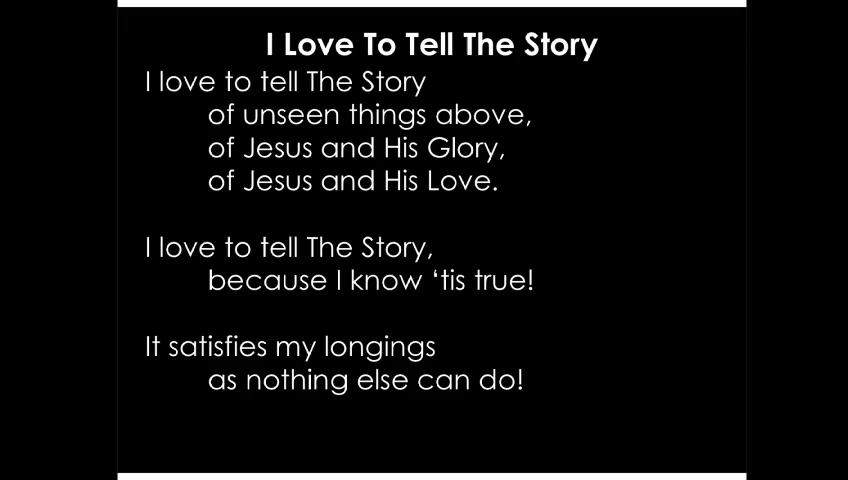 I Love To Tell The Story
I love to tell The Story
of unseen things above,
of Jesus and His Glory,
of Jesus and His Love.
I love to tell The Story,
because I know ‘tis true!
It satisfies my longings
as nothing else can do!